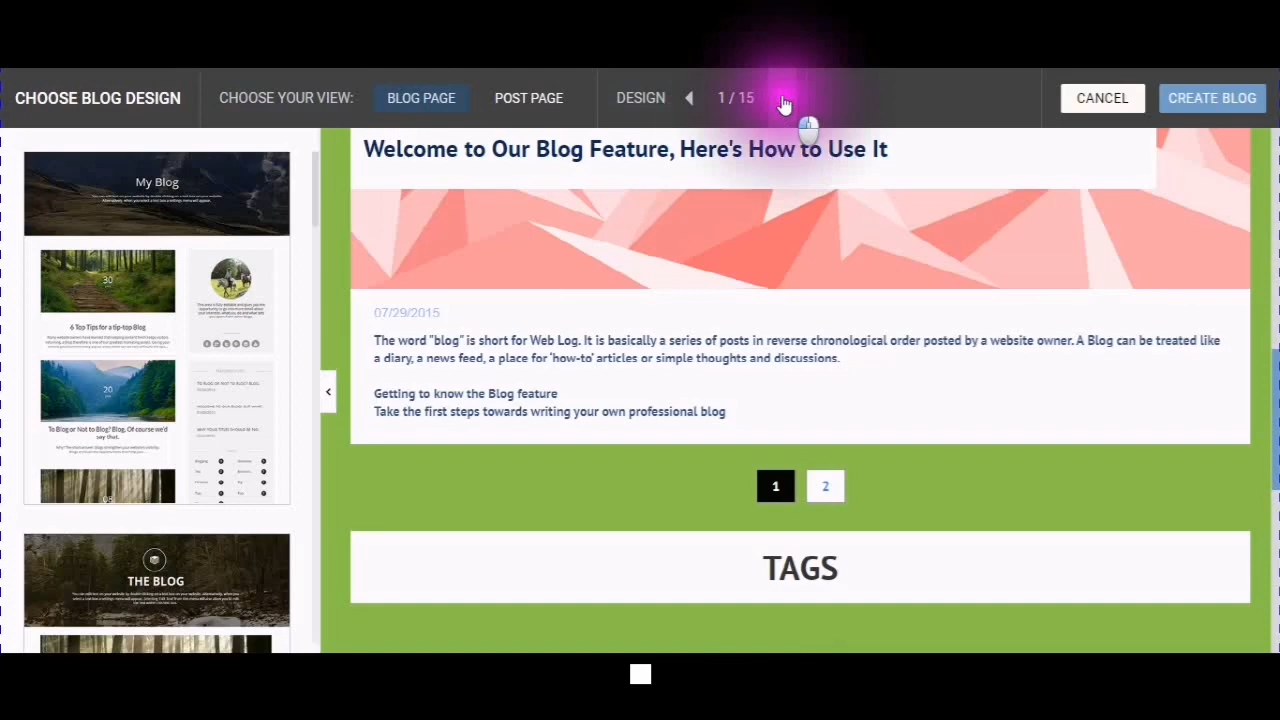 CHOOSE BLOG DESIGN
CHOOSE YOUR VIEW:
BLOG PAGE
POST PAGE
DESIGN
1 / 15
CANCEL
CREATE BLOG
My Blog
30
6 Top Tips for a tip-top Blog
20
To Blog or Not to Blog? Blog, Of course we'd
say that.
08
THE BLOG
Welcome to Our Blog Feature, Here's How to Use It
07/29/2015
The word "blog" is short for Web Log. It is basically a series of posts in reverse chronological order posted by a website owner. A Blog can be treated like
a diary, a news feed, a place for 'how-to' articles or simple thoughts and discussions.
Getting to know the Blog feature
Take the first steps towards writing your own professional blog
1
2
TAGS